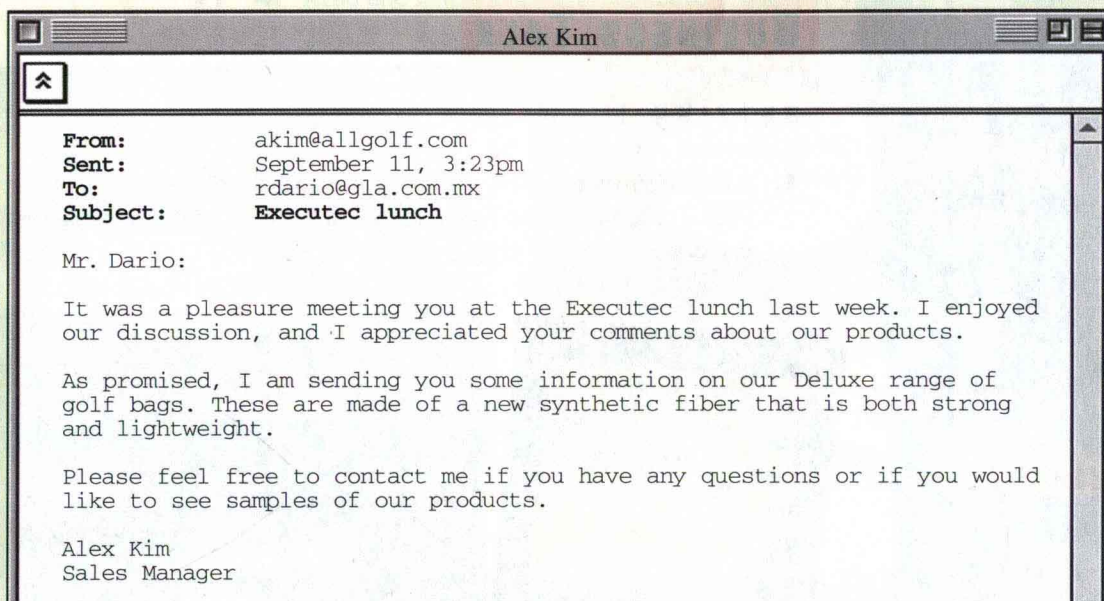 Alex Kim
From: akim@allgolf.com
Sent: September 11, 3:23pm
To: rdario@gla.com.mx
Subject: Executec lunch
Mr. Dario:
It was a pleasure meeting you at the Executec lunch last week. I enjoyed
our discussion, and I appreciated your comments about our products.
As promised, I am sending you some information on our Deluxe range of
golf bags. These are made of a new synthetic fiber that is both strong
and lightweight.
Please feel free to contact me if you have any questions or if you would
like to see samples of our products.
Alex Kim
Sales Manager